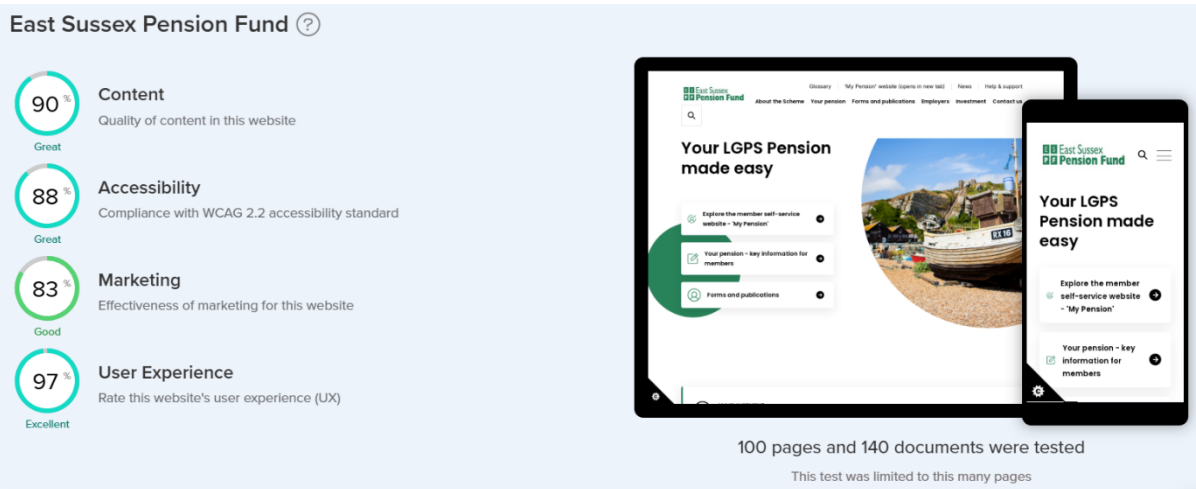 East Sussex Pension Fund ?
90 %
Great
Content
Quality of content in this website
88 %
Great
Accessibility
Compliance with WCAG 2.2 accessibility standard
83 %
Good
Marketing
Effectiveness of marketing for this website
97 %
Excellent
User Experience
Rate this website's user experience (UX)
Glossary 'My Pension' website (opens in new tab) News Help & support
East Sussex
Pension Fund
About the Scheme Your pension Forms and publications Employers Investment Contact us
Your LGPS Pension
made easy
Explore the member self-service
website - 'My Pension'
Your pension - key information for
members
Forms and publications
RX 16
East Sussex
Pension Fund
Your LGPS
Pension made
easy
Explore the member
self-service website
- 'My Pension'
Your pension - key
information for
members
100 pages and 140 documents were tested
This test was limited to this many pages